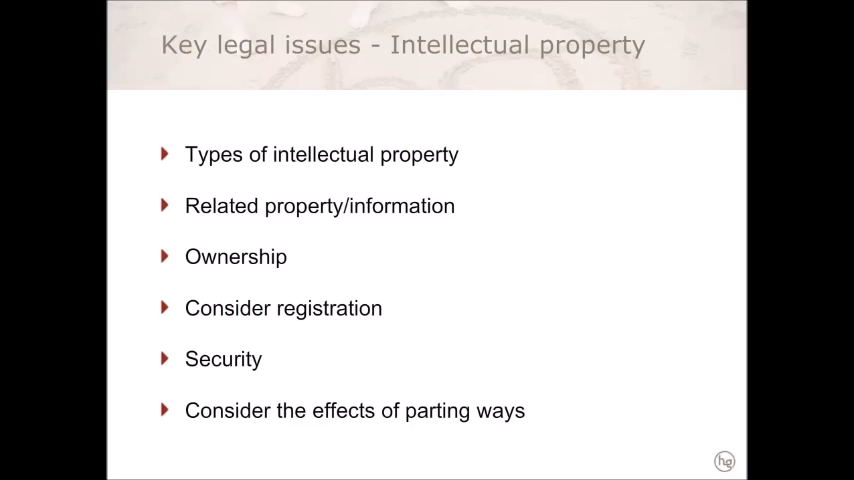 Key legal issues - Intellectual property
Types of intellectual property
Related property/information
Ownership
Consider registration
Security
Consider the effects of parting ways
hg